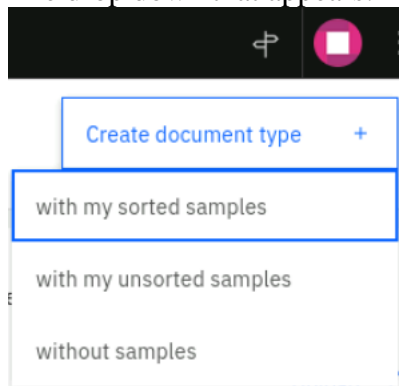 Create document type +
with my sorted samples
with my unsorted samples
without samples